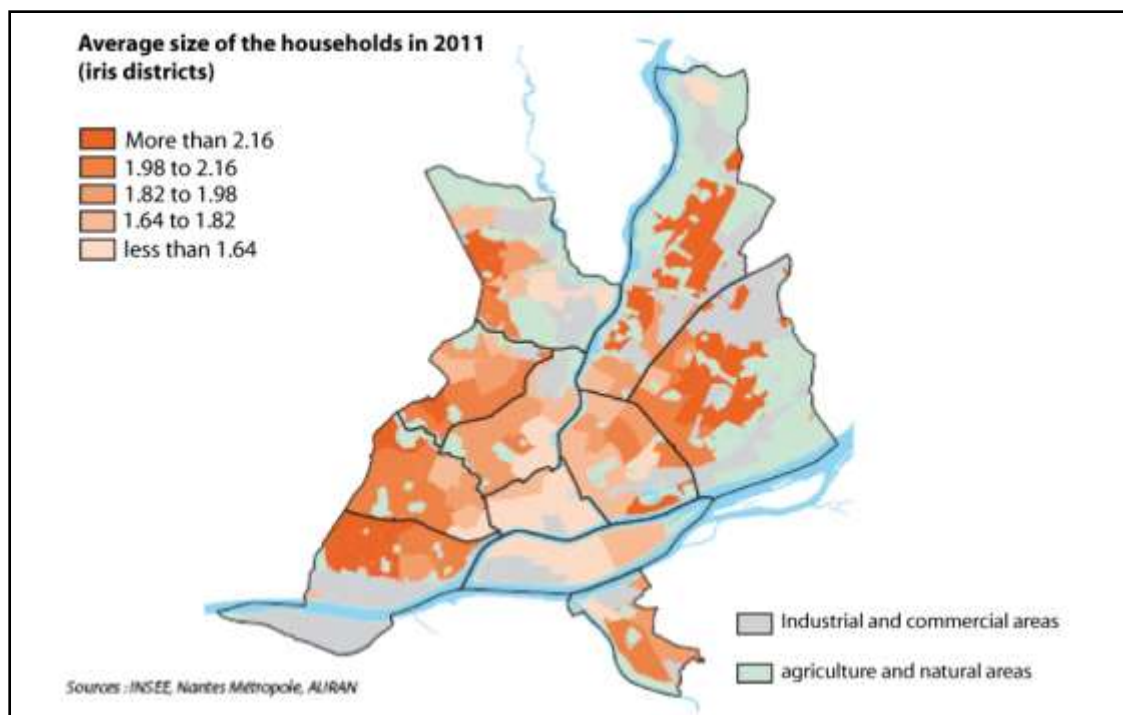 Average size of the households in 2011
(iris districts)
More than 2.16
1.98 to 2.16
1.82 to 1.98
1.64 to 1.82
less than 1.64
Industrial and commercial areas
agriculture and natural areas
Sources : INSEE, Nantes Métropole, AURAN